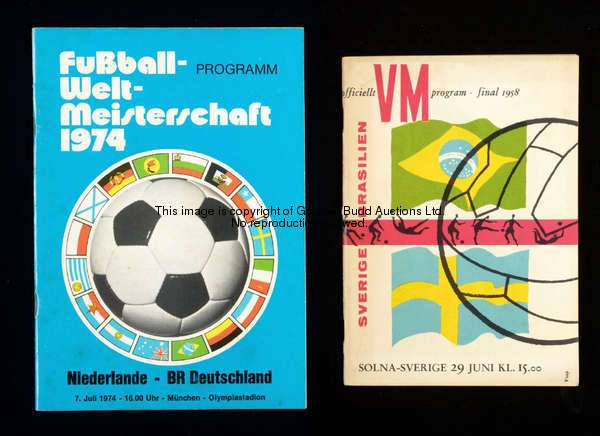 Fußball-
Welt-
Meisterschaft
1974
PROGRAMM
Niederlande - BR Deutschland
7. Juli 1974 - 16.00 Uhr - München - Olympiastadion
officiellt VM program - final 1958
SVERIGE BRASILIEN
SOLNA-SVERIGE 29 JUNI KL. 15.00
This image is copyright of Graham Budd Auctions Ltd.
No reproduction allowed.